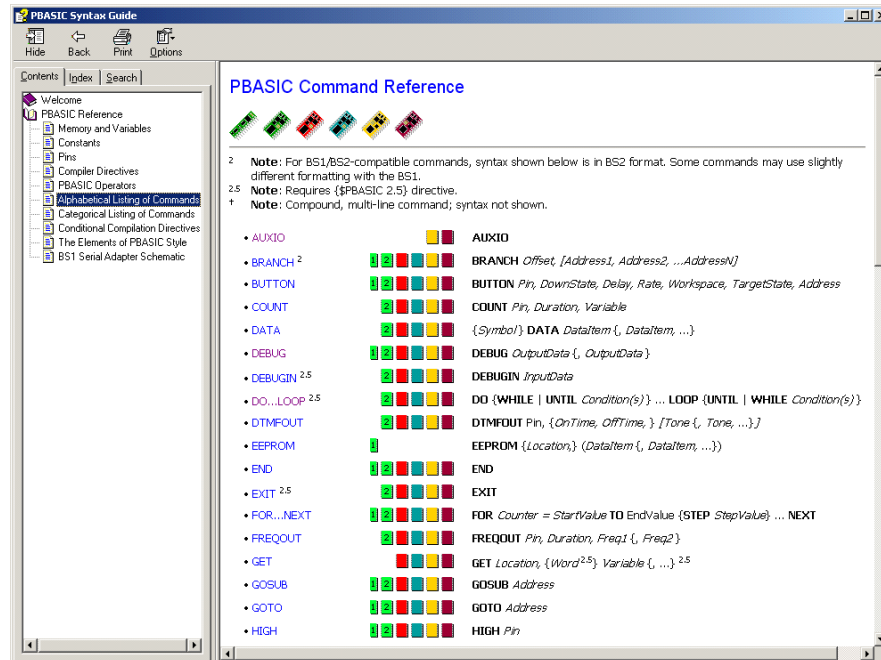 PBASIC Syntax Guide
Hide Back Print Options
Contents Index Search
Welcome
PBASIC Reference
Memory and Variables
Constants
Pins
Compiler Directives
PBASIC Operators
Alphabetical Listing of Commands
Categorical Listing of Commands
Conditional Compilation Directives
The Elements of PBASIC Style
BS1 Serial Adapter Schematic
PBASIC Command Reference
2 Note: For BS1/BS2-compatible commands, syntax shown below is in BS2 format. Some commands may use slightly
different formatting with the BS1.
2.5 Note: Requires {$PBASIC 2.5} directive.
† Note: Compound, multi-line command; syntax not shown.
• AUXIO AUXIO
• BRANCH 2 1 2 BRANCH Offset, [Address1, Address2, ...AddressN]
• BUTTON 1 2 BUTTON Pin, DownState, Delay, Rate, Workspace, TargetState, Address
• COUNT 2 COUNT Pin, Duration, Variable
• DATA 2 {Symbol} DATA DataItem {, DataItem, ...}
• DEBUG 1 2 DEBUG OutputData {, OutputData}
• DEBUGIN 2.5 2 DEBUGIN InputData
• DO...LOOP 2.5 2 DO {WHILE | UNTIL Condition(s)} ... LOOP {UNTIL | WHILE Condition(s)}
• DTMFOUT 2 DTMFOUT Pin, {OnTime, OffTime, } [Tone {, Tone, ...}]
• EEPROM 1 EEPROM {Location,} (DataItem {, DataItem, ...})
• END 1 2 END
• EXIT 2.5 2 EXIT
• FOR...NEXT 1 2 FOR Counter = StartValue TO EndValue {STEP StepValue} ... NEXT
• FREQOUT 2 FREQOUT Pin, Duration, Freq1 {, Freq2}
• GET GET Location, {Word2.5} Variable {, ...} 2.5
• GOSUB 1 2 GOSUB Address
• GOTO 1 2 GOTO Address
• HIGH 1 2 HIGH Pin